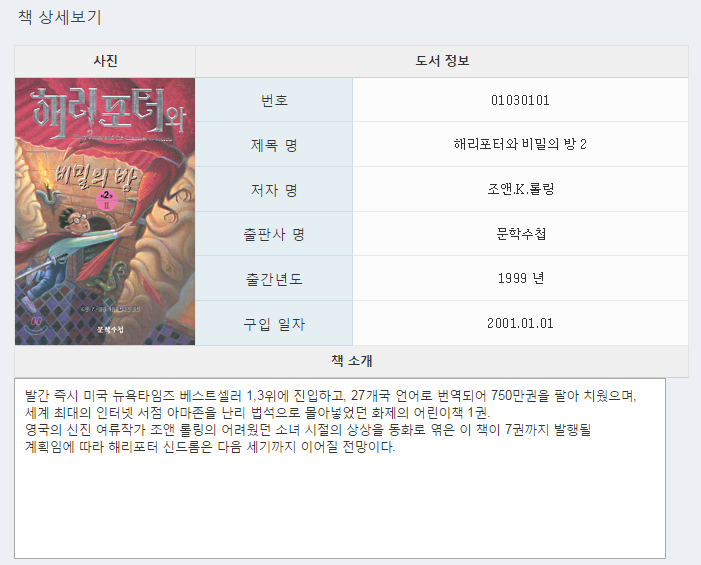 책 상세보기
사진
도서 정보
해리포터와
비밀의 방
제2권
II
문학수첩
번호
01030101
제목 명
해리포터와 비밀의 방 2
저자 명
조앤.K.롤링
출판사 명
문학수첩
출간년도
1999 년
구입 일자
2001.01.01
책 소개
발간 즉시 미국 뉴욕타임즈 베스트셀러 1,3위에 진입하고, 27개국 언어로 번역되어 750만권을 팔아 치웠으며,
세계 최대의 인터넷 서점 아마존을 난리 법석으로 몰아넣었던 화제의 어린이책 1권.
영국의 신진 여류작가 조앤 롤링의 어려웠던 소녀 시절의 상상을 동화로 엮은 이 책이 7권까지 발행될
계획임에 따라 해리포터 신드롬은 다음 세기까지 이어질 전망이다.